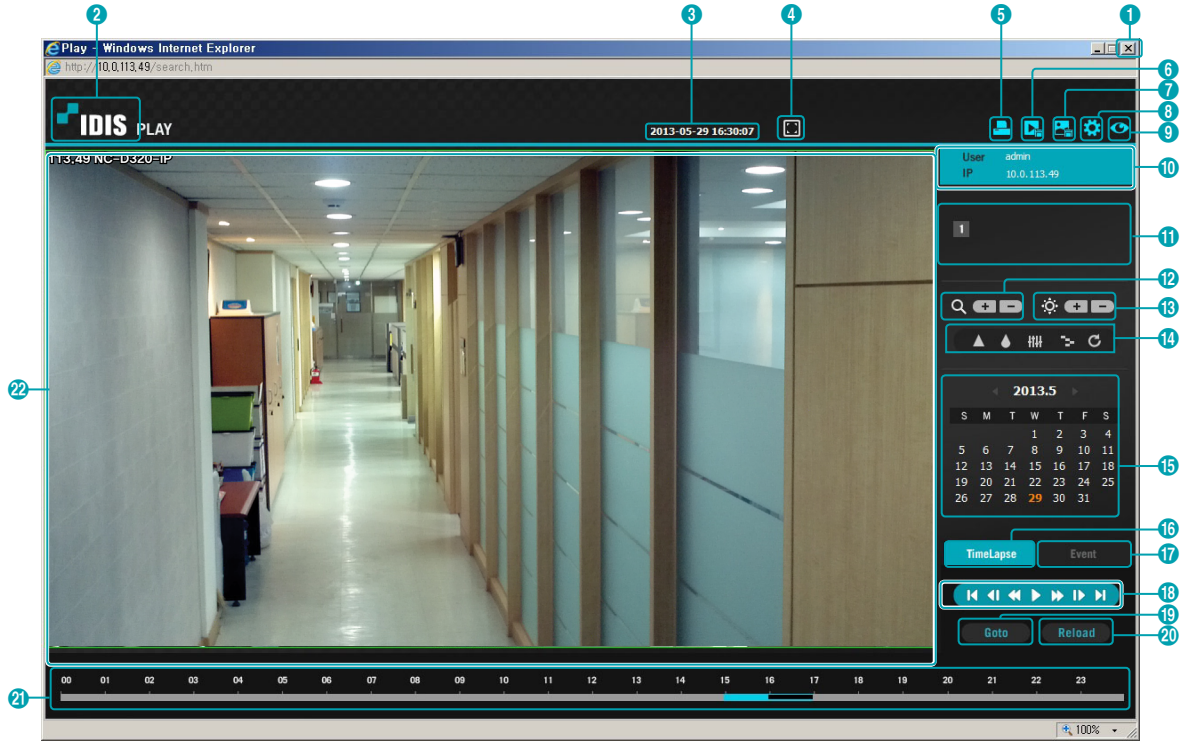 2 3 4 5 1
Play - Windows Internet Explorer
http://10,0,113,49/search,htm
6
7
8
9
IDIS PLAY
2013-05-29 16:30:07
113,49 NC-D320-IP
User admin
IP 10.0.113.49
10
1
11
12
13
14
22
2013.5
S M T W T F S
1 2 3 4
5 6 7 8 9 10 11
12 13 14 15 16 17 18
19 20 21 22 23 24 25
26 27 28 29 30 31
15
16
TimeLapse Event
17
18
19
Goto Reload
20
00 01 02 03 04 05 06 07 08 09 10 11 12 13 14 15 16 17 18 19 20 21 22 23
21
100%